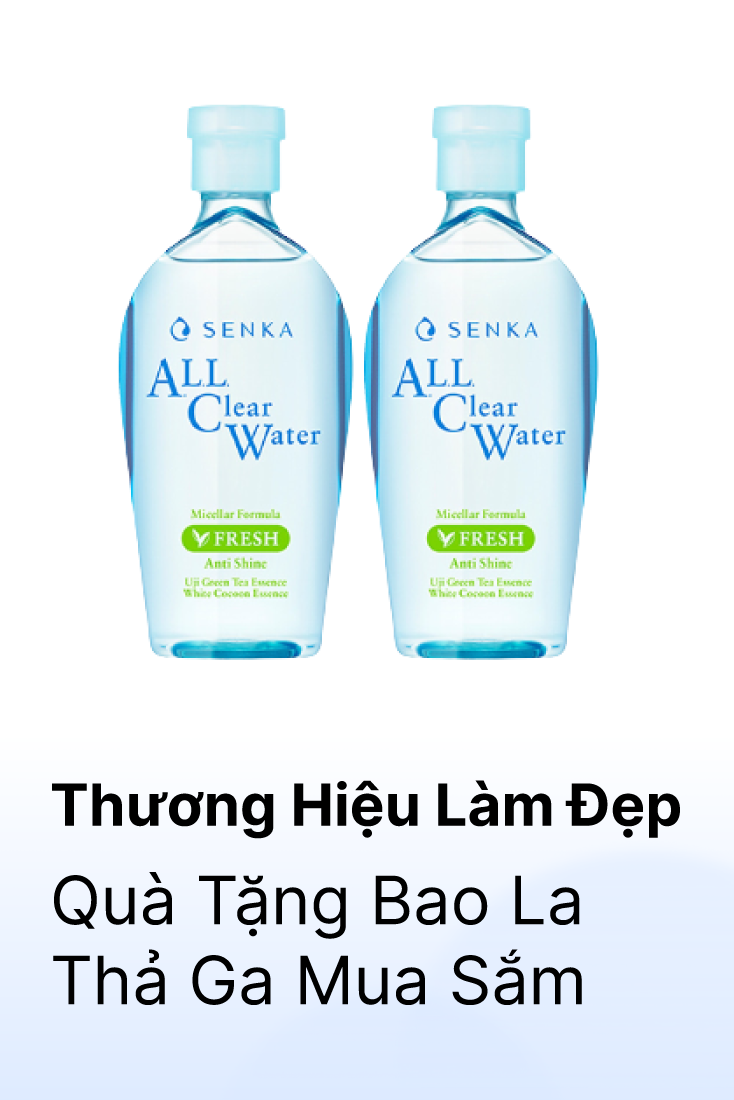 SENKA
ALL
Clear
Water
Micellar Formula
FRESH
Anti Shine
Uji Green Tea Essence
White Cocoon Essence
SENKA
ALL
Clear
Water
Micellar Formula
FRESH
Anti Shine
Uji Green Tea Essence
White Cocoon Essence
Thương Hiệu Làm Đẹp
Quà Tặng Bao La
Thả Ga Mua Sắm